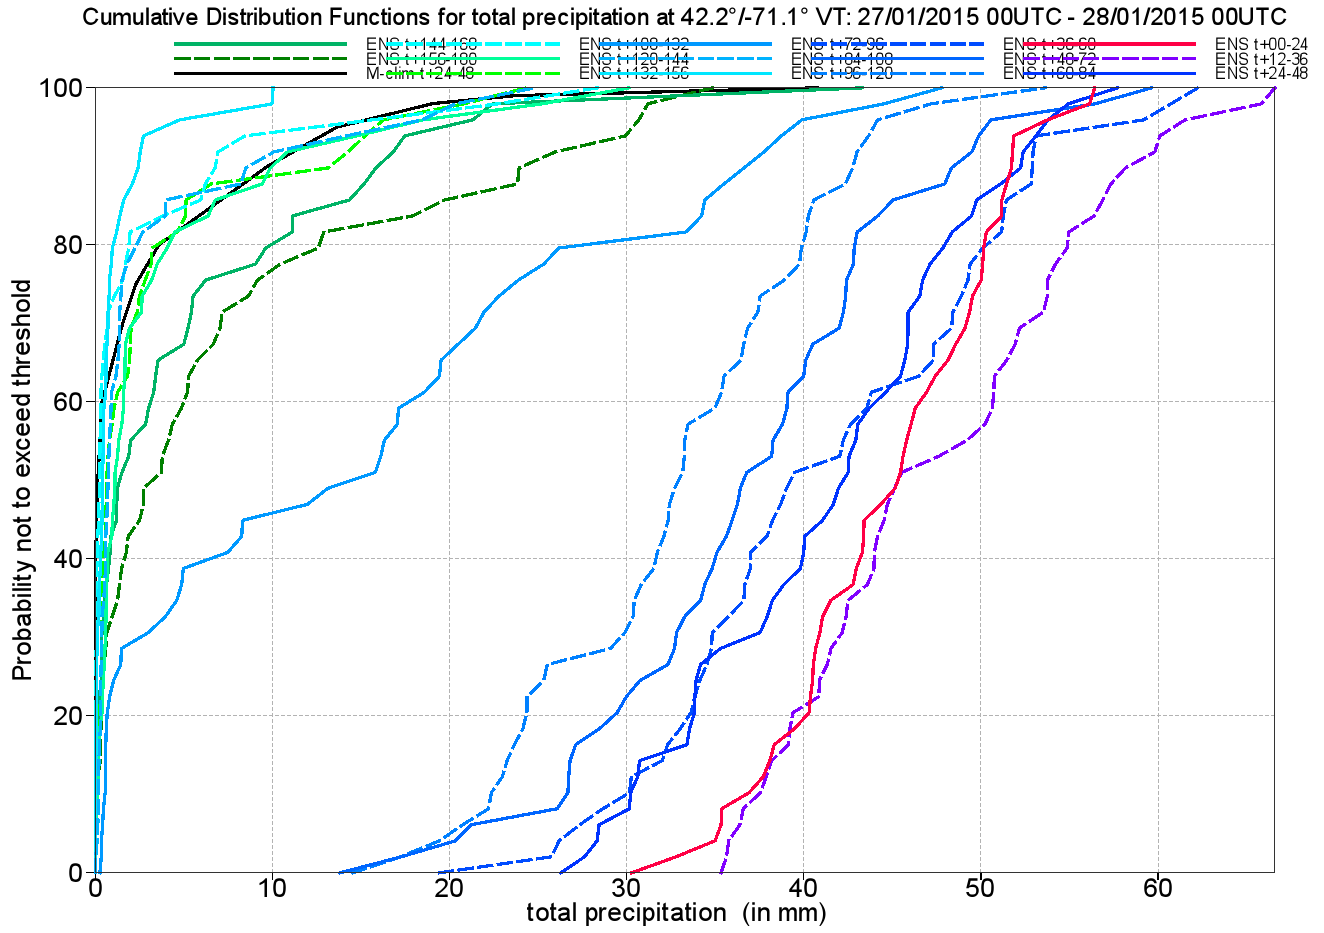 Cumulative Distribution Functions for total precipitation at 42.2°/-71.1° VT: 27/01/2015 00UTC - 28/01/2015 00UTC
ENS t+144-168 ENS t+108-132 ENS t+72-96 ENS t+36-60 ENS t+00-24
ENS t+156-180 ENS t+120-144 ENS t+84-108 ENS t+48-72 ENS t+12-36
M-clim t+24-48 ENS t+132-156 ENS t+96-120 ENS t+60-84 ENS t+24-48
100
80
60
40
20
0
Probability not to exceed threshold
0 10 20 30 40 50 60
total precipitation (in mm)